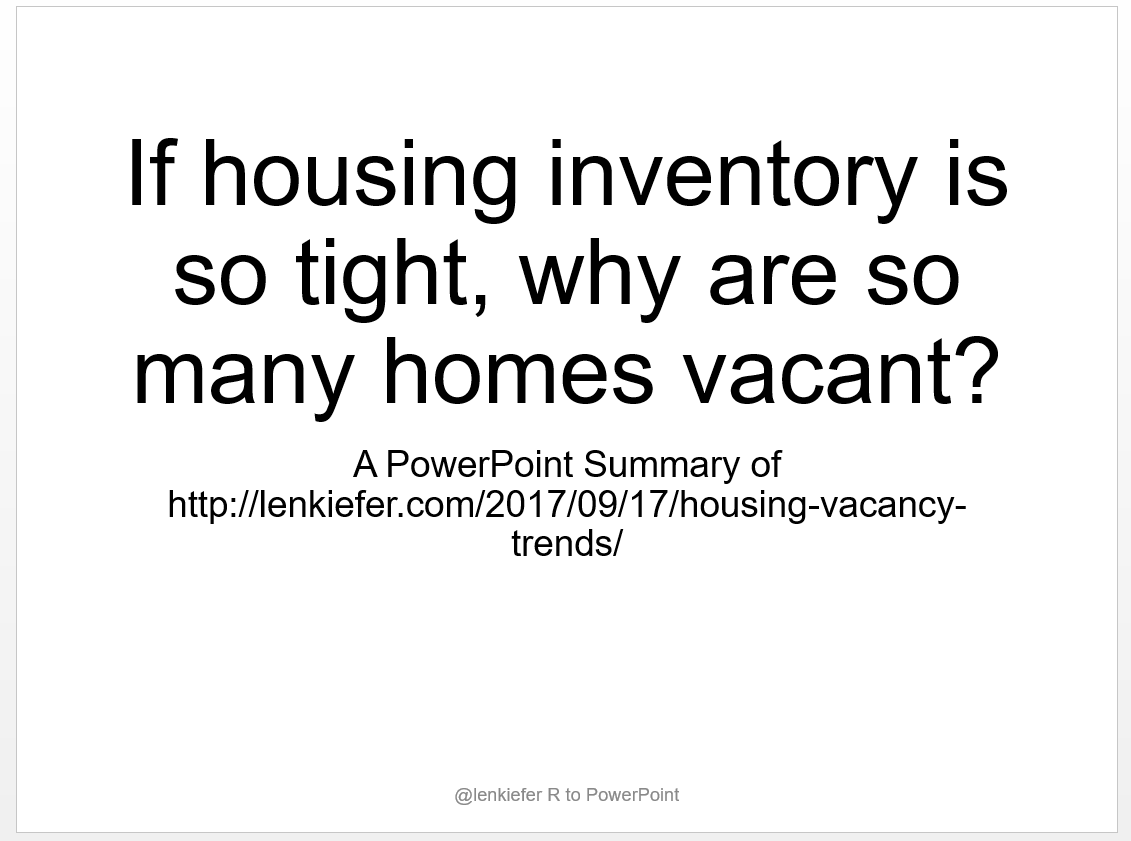 If housing inventory is
so tight, why are so
many homes vacant?
A PowerPoint Summary of
http://lenkiefer.com/2017/09/17/housing-vacancy-
trends/
@lenkiefer R to PowerPoint